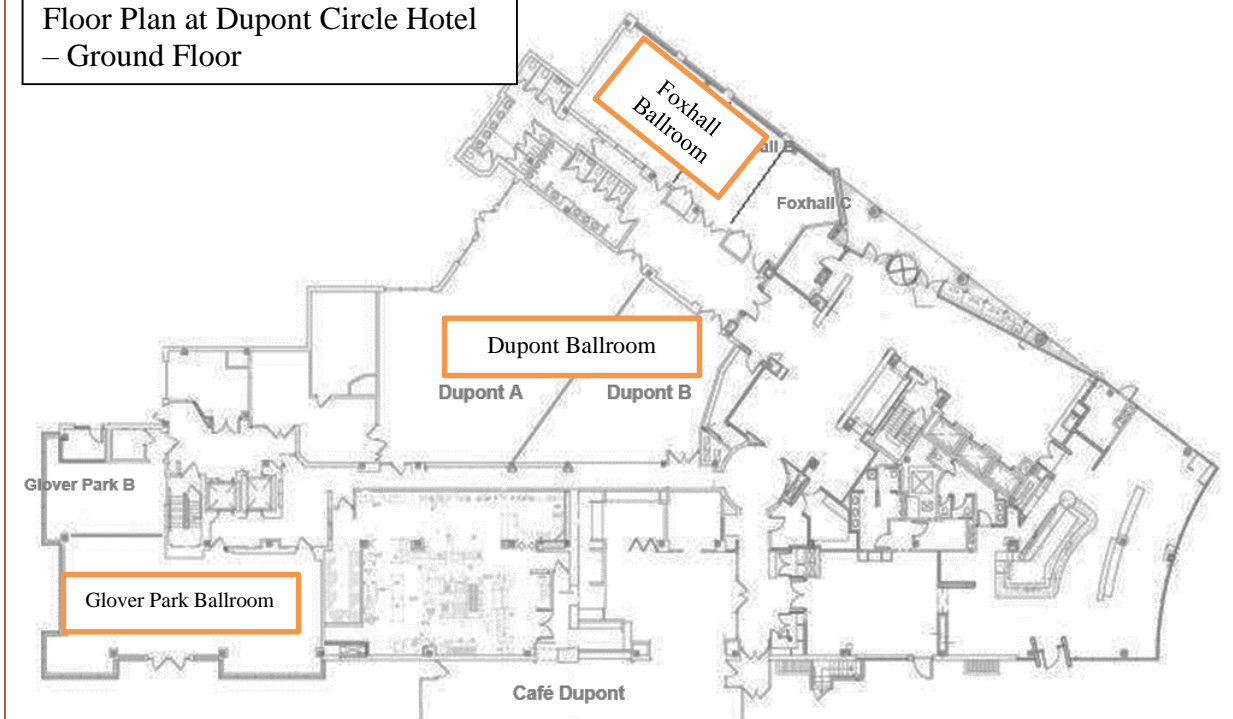 Floor Plan at Dupont Circle Hotel
– Ground Floor
Foxhall
Ballroom
all B
Foxhall C
Dupont Ballroom
Dupont A
Dupont B
Glover Park B
Glover Park Ballroom
Café Dupont